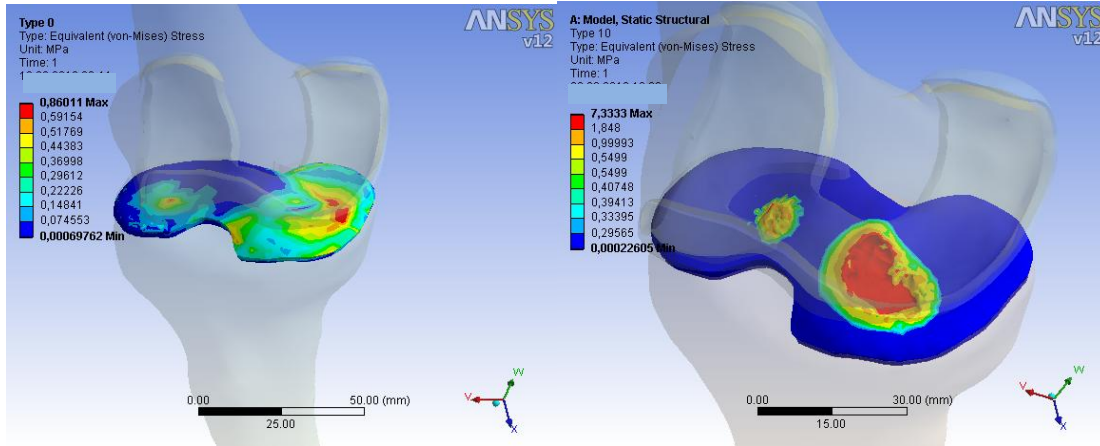 Type 0
Type: Equivalent (von-Mises) Stress
Unit: MPa
Time: 1
ANSYS
v12
0,86011 Max
0,59154
0,51769
0,44383
0,36998
0,29612
0,22226
0,14841
0,074553
0,00069762 Min
0.00
50.00 (mm)
25.00
V
W
X
A: Model, Static Structural
Type 10
Type: Equivalent (von-Mises) Stress
Unit: MPa
Time: 1
ANSYS
v12
7,3333 Max
1,848
0,99993
0,5499
0,5499
0,40748
0,39413
0,33395
0,29565
0,00022605 Min
0.00
30.00 (mm)
15.00
V
W
X